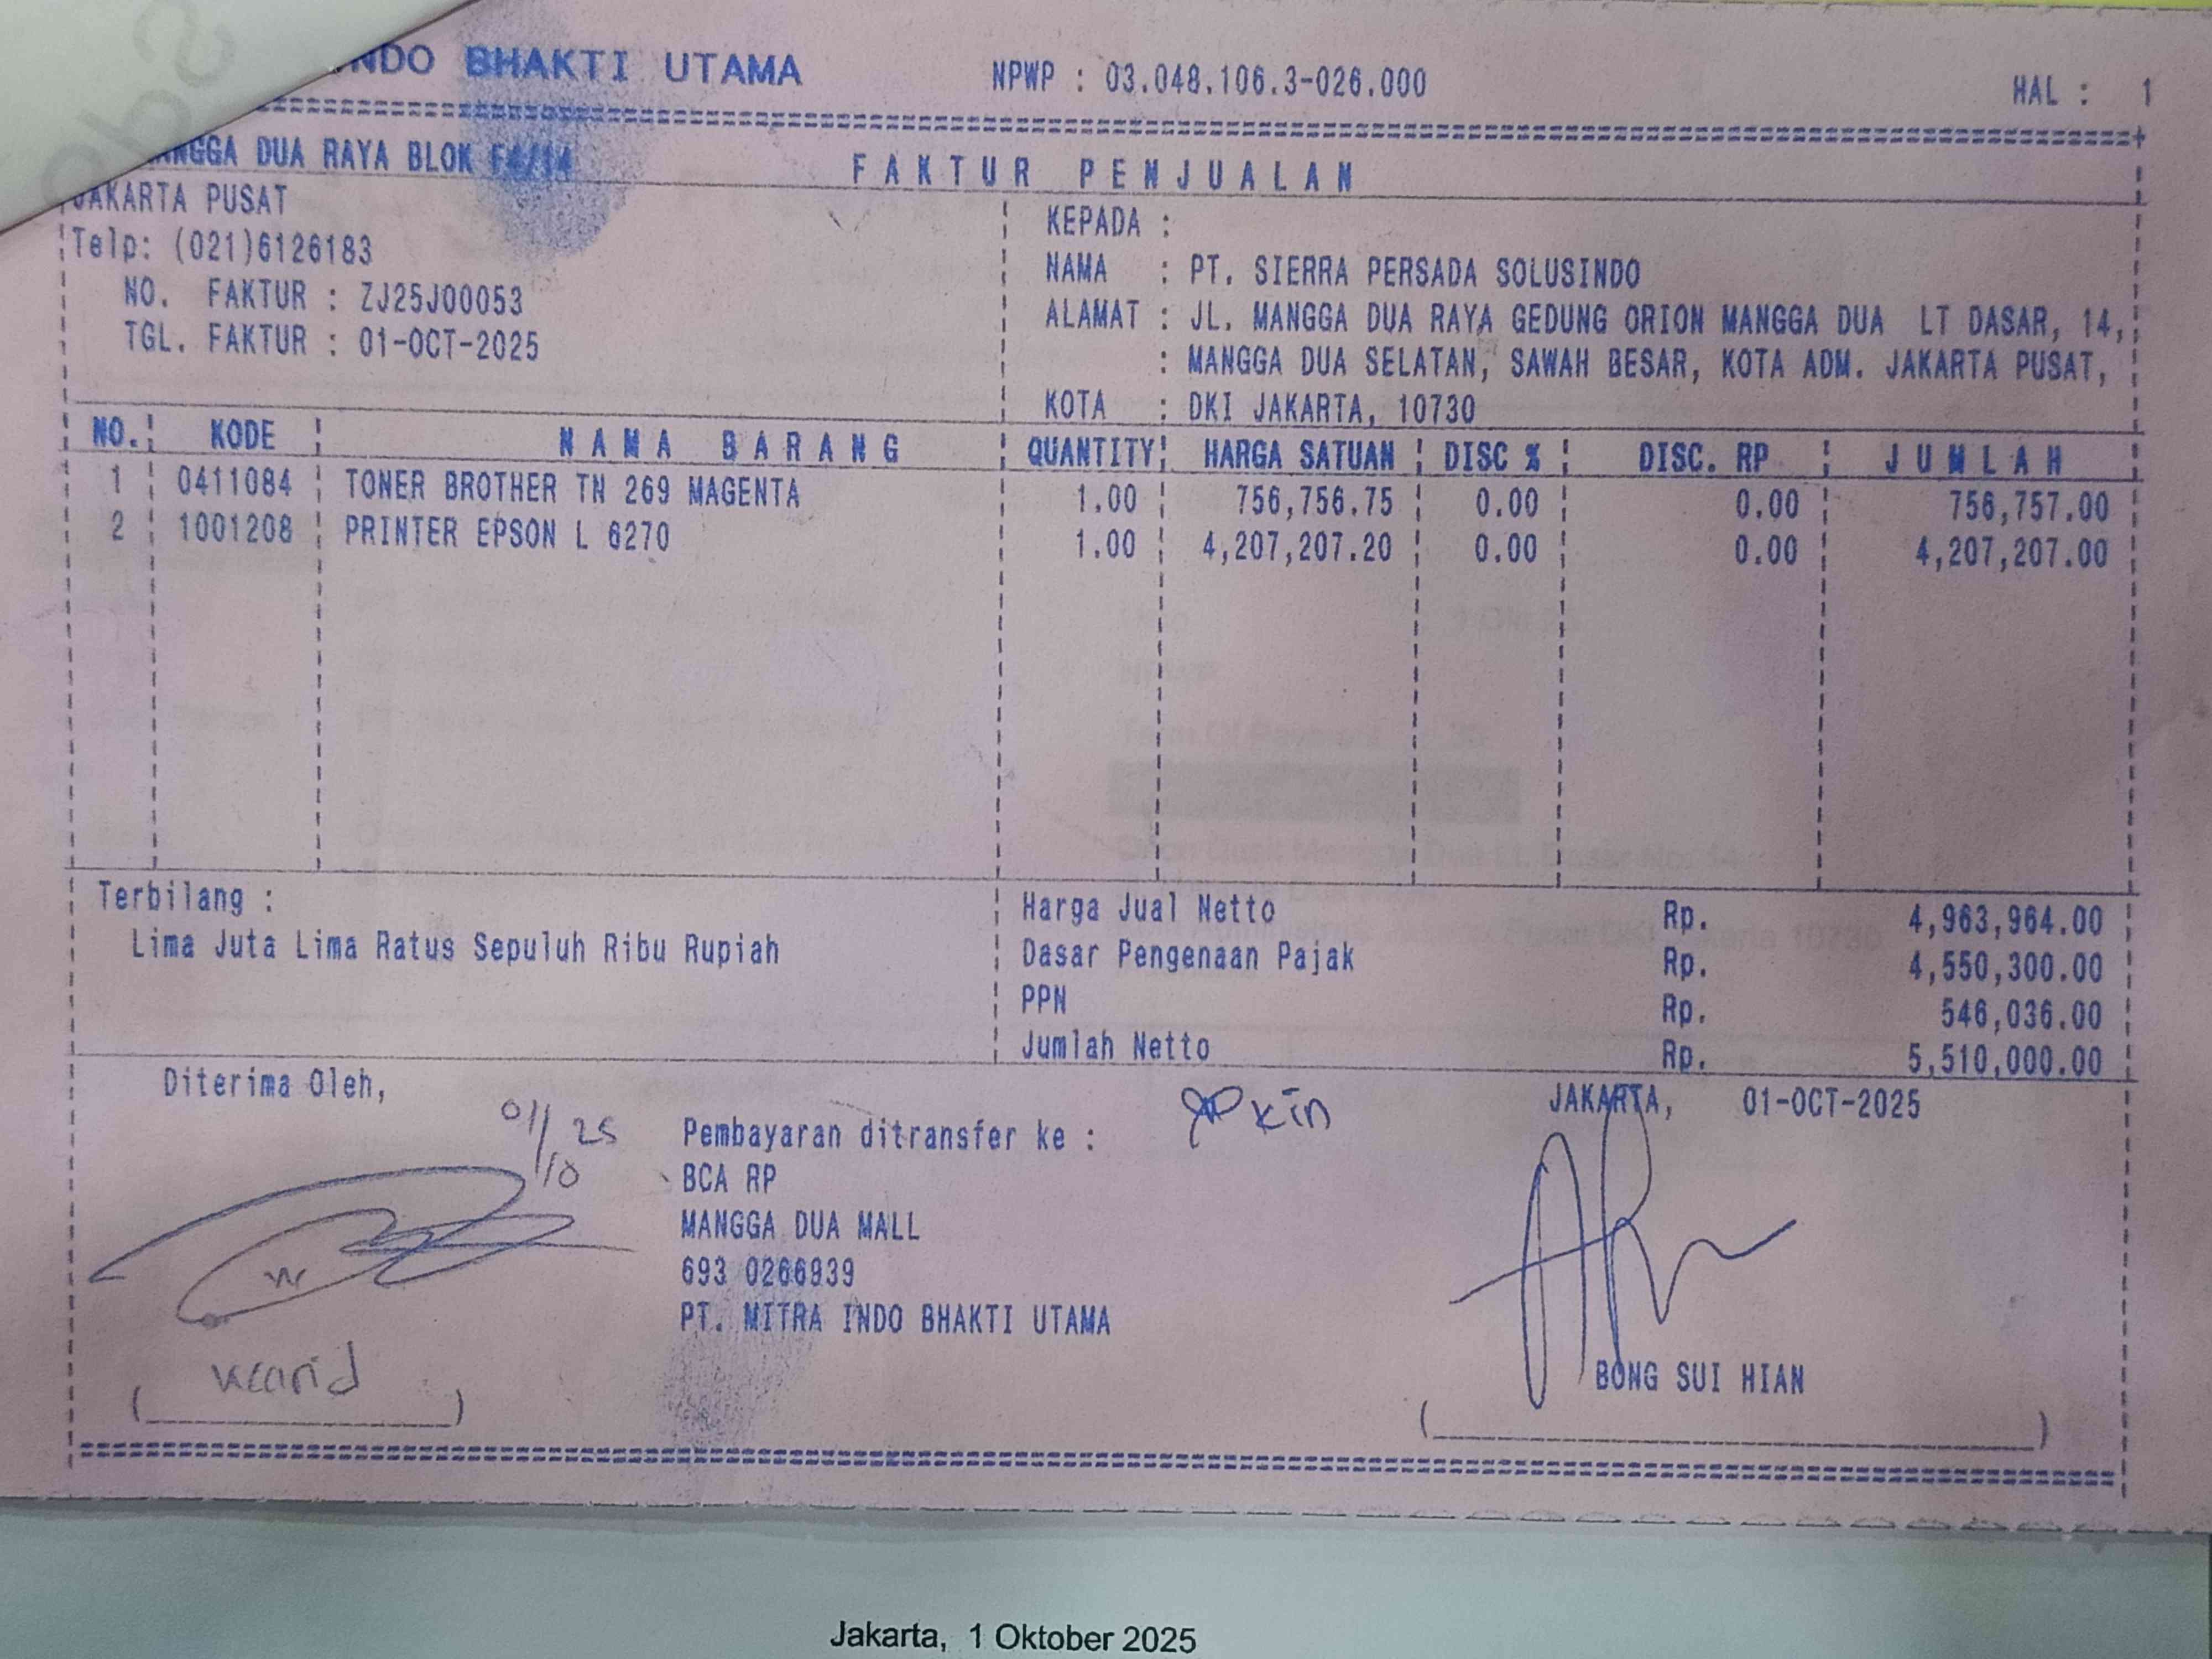 INDO BHAKTI UTAMA NPWP : 03.048.106.3-026.000 HAL : 1
MANGGA DUA RAYA BLOK F4/14 FAKTUR PENJUALAN
JAKARTA PUSAT
Telp: (021)6126183
NO. FAKTUR : ZJ25J00053
TGL. FAKTUR : 01-OCT-2025
KEPADA :
NAMA : PT. SIERRA PERSADA SOLUSINDO
ALAMAT : JL. MANGGA DUA RAYA GEDUNG ORION MANGGA DUA LT DASAR, 14,
: MANGGA DUA SELATAN, SAWAH BESAR, KOTA ADM. JAKARTA PUSAT,
KOTA : DKI JAKARTA, 10730
NO. KODE NAMA BARANG QUANTITY HARGA SATUAN DISC % DISC. RP JUMLAH
1 0411084 TONER BROTHER TN 269 MAGENTA 1.00 756,756.75 0.00 0.00 756,757.00
2 1001208 PRINTER EPSON L 6270 1.00 4,207,207.20 0.00 0.00 4,207,207.00
Terbilang :
Lima Juta Lima Ratus Sepuluh Ribu Rupiah
Harga Jual Netto Rp. 4,963,964.00
Dasar Pengenaan Pajak Rp. 4,550,300.00
PPN Rp. 546,036.00
Jumlah Netto Rp. 5,510,000.00
Diterima Oleh,
01/10 25
Pembayaran ditransfer ke :
BCA RP
MANGGA DUA MALL
693 0266939
PT. MITRA INDO BHAKTI UTAMA
kin
JAKARTA, 01-OCT-2025
BONG SUI HIAN
Jakarta, 1 Oktober 2025